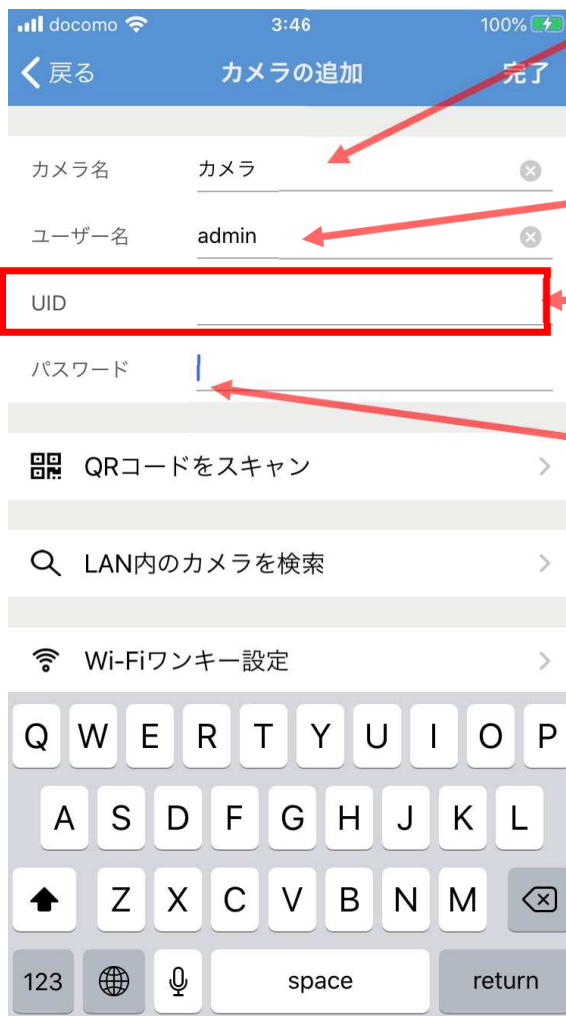 docomo 3:46 100%
戻る カメラの追加 完了
カメラ名 カメラ
ユーザー名 admin
UID
パスワード
QRコードをスキャン
LAN内のカメラを検索
Wi-Fiワンキー設定
Q W E R T Y U I O P
A S D F G H J K L
Z X C V B N M
123 space return